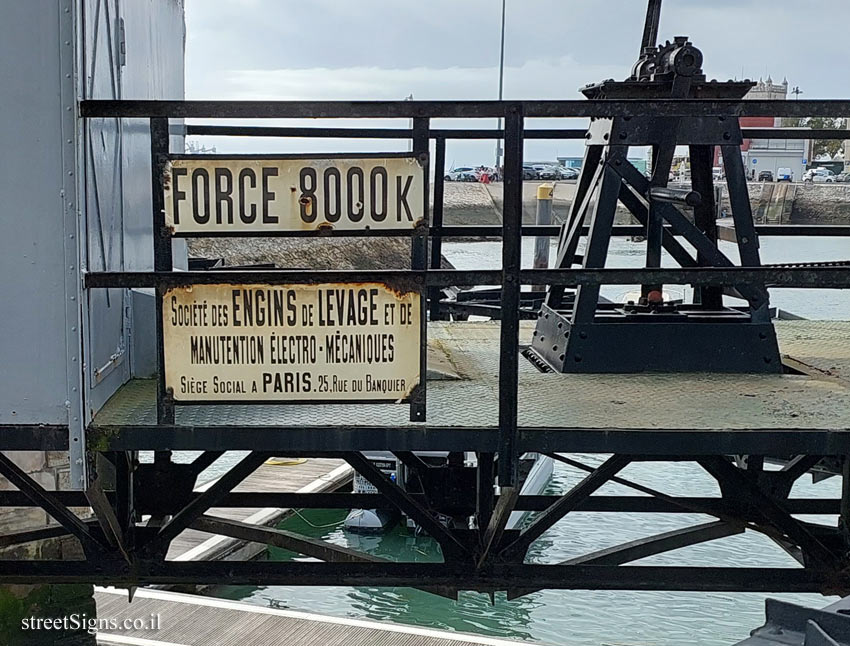 FORCE 8000K
SOCIÉTÉ DES ENGINS DE LEVAGE ET DE
MANUTENTION ÉLECTRO-MÉCANIQUES
SIÈGE SOCIAL A PARIS. 25, RUE DU BANQUIER
streetSigns.co.il